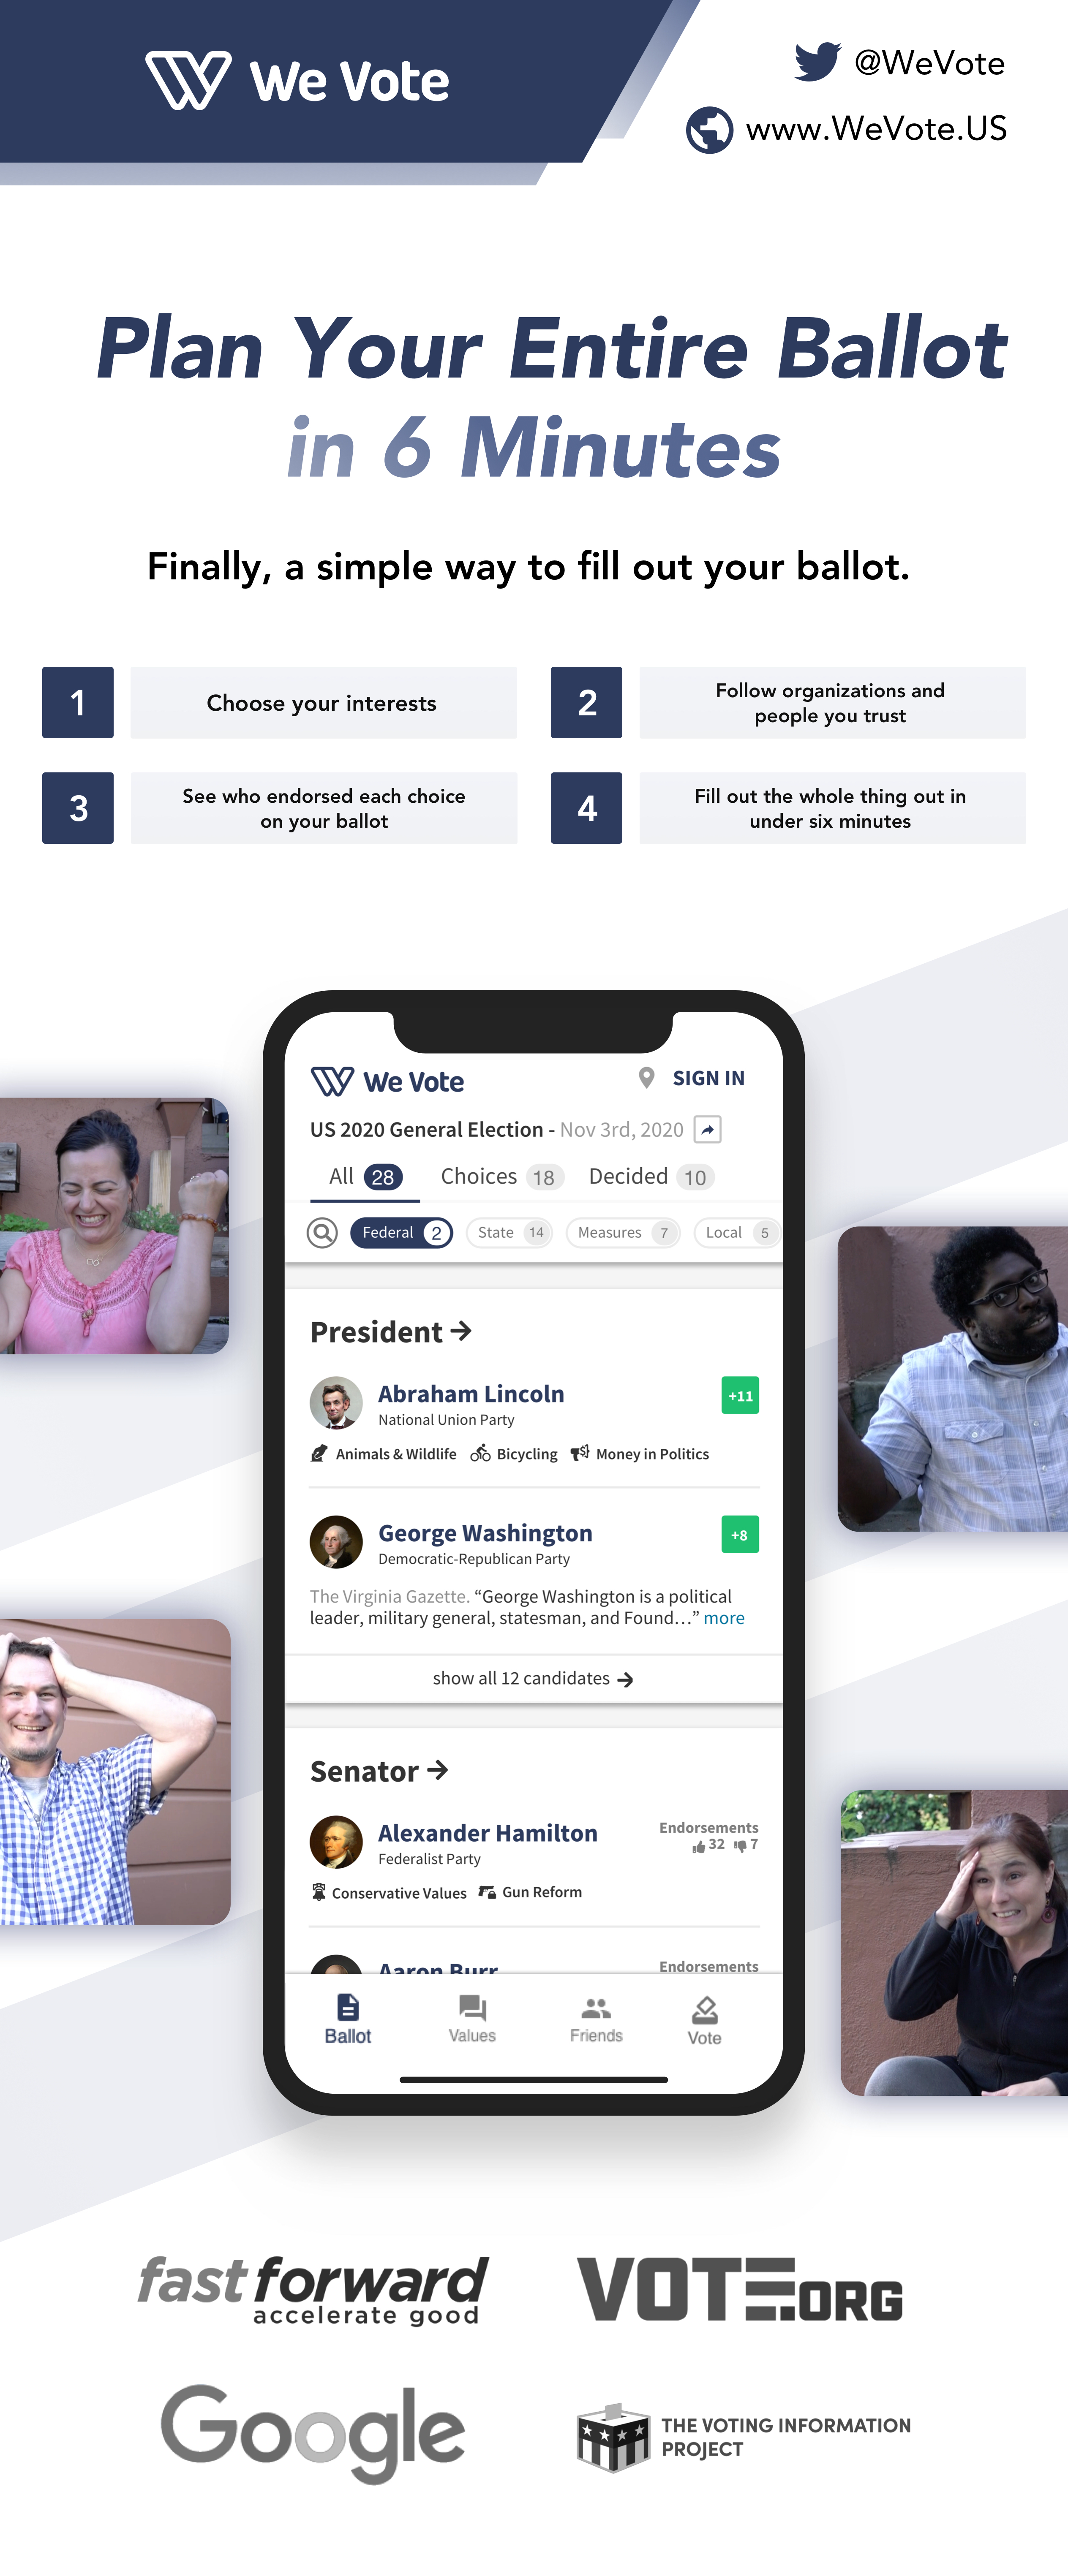 We Vote
@WeVote
www.WeVote.US
Plan Your Entire Ballot
in 6 Minutes
Finally, a simple way to fill out your ballot.
1
Choose your interests
2
Follow organizations and
people you trust
3
See who endorsed each choice
on your ballot
4
Fill out the whole thing out in
under six minutes
We Vote
SIGN IN
US 2020 General Election - Nov 3rd, 2020
All 28 Choices 18 Decided 10
Federal 2 State 14 Measures 7 Local 5
President
Abraham Lincoln
+11
National Union Party
Animals & Wildlife Bicycling Money in Politics
George Washington
+8
Democratic-Republican Party
The Virginia Gazette. “George Washington is a political
leader, military general, statesman, and Found...” more
show all 12 candidates
Senator
Alexander Hamilton
Endorsements
32 7
Federalist Party
Conservative Values Gun Reform
Aaron Burr
Endorsements
Ballot Values Friends Vote
fast forward
accelerate good
VOTE.ORG
Google
THE VOTING INFORMATION
PROJECT